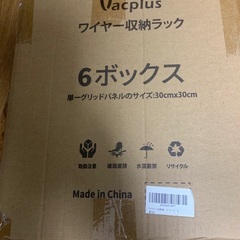 Vacplus
ワイヤー収納ラック
6ボックス
単一グリッドパネルのサイズ:30cmx30cm
取扱注意
水濡厳禁
リサイクル
Made in China